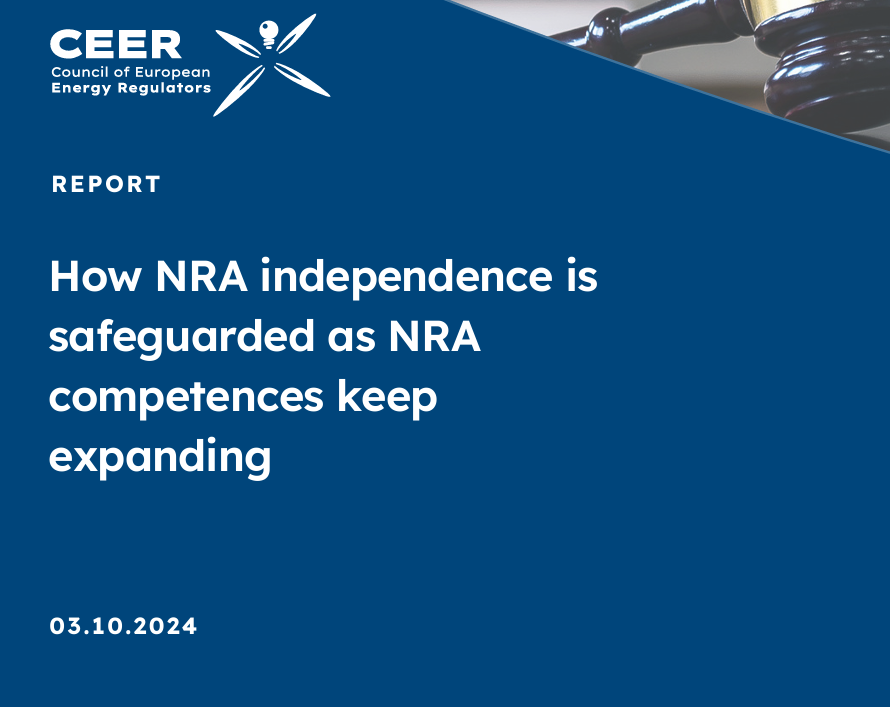 CEER
Council of European
Energy Regulators
REPORT
How NRA independence is
safeguarded as NRA
competences keep
expanding
03.10.2024